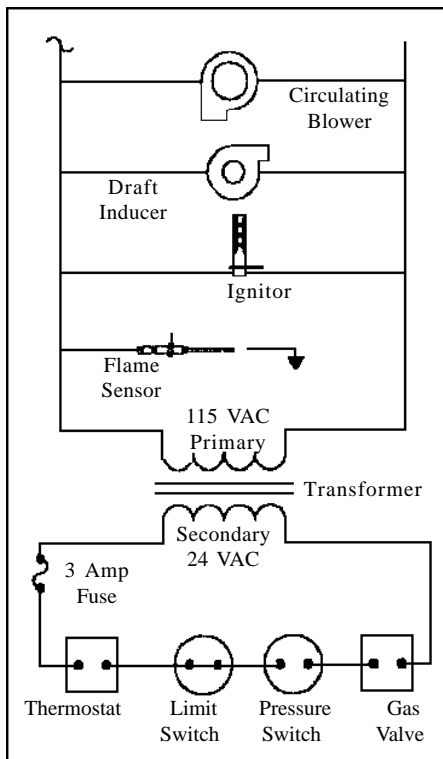 Circulating
Blower
Draft
Inducer
Ignitor
Flame
Sensor
115 VAC
Primary
Transformer
Secondary
24 VAC
3 Amp
Fuse
Thermostat
Limit
Switch
Pressure
Switch
Gas
Valve